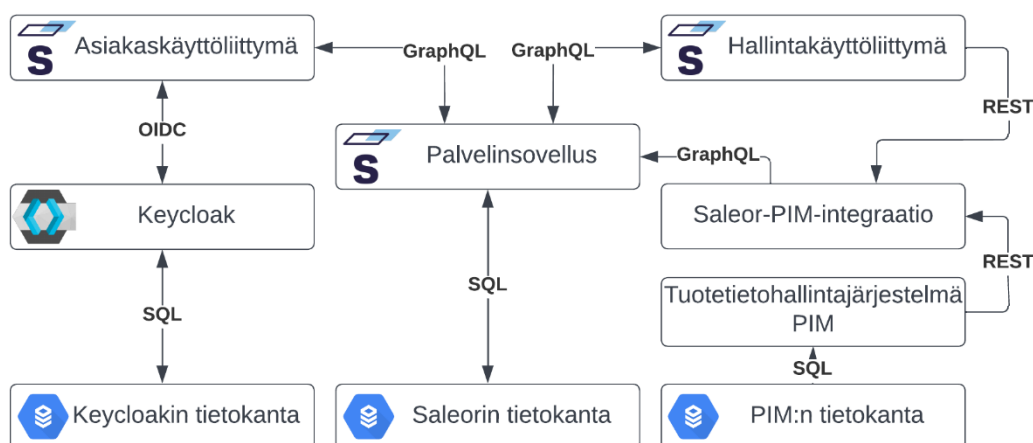 Asiakaskäyttöliittymä
GraphQL
GraphQL
Hallintakäyttöliittymä
REST
OIDC
Palvelinsovellus
GraphQL
Keycloak
Saleor-PIM-integraatio
REST
SQL
SQL
Tuotetietohallintajärjestelmä
PIM
SQL
Keycloakin tietokanta
Saleorin tietokanta
PIM:n tietokanta